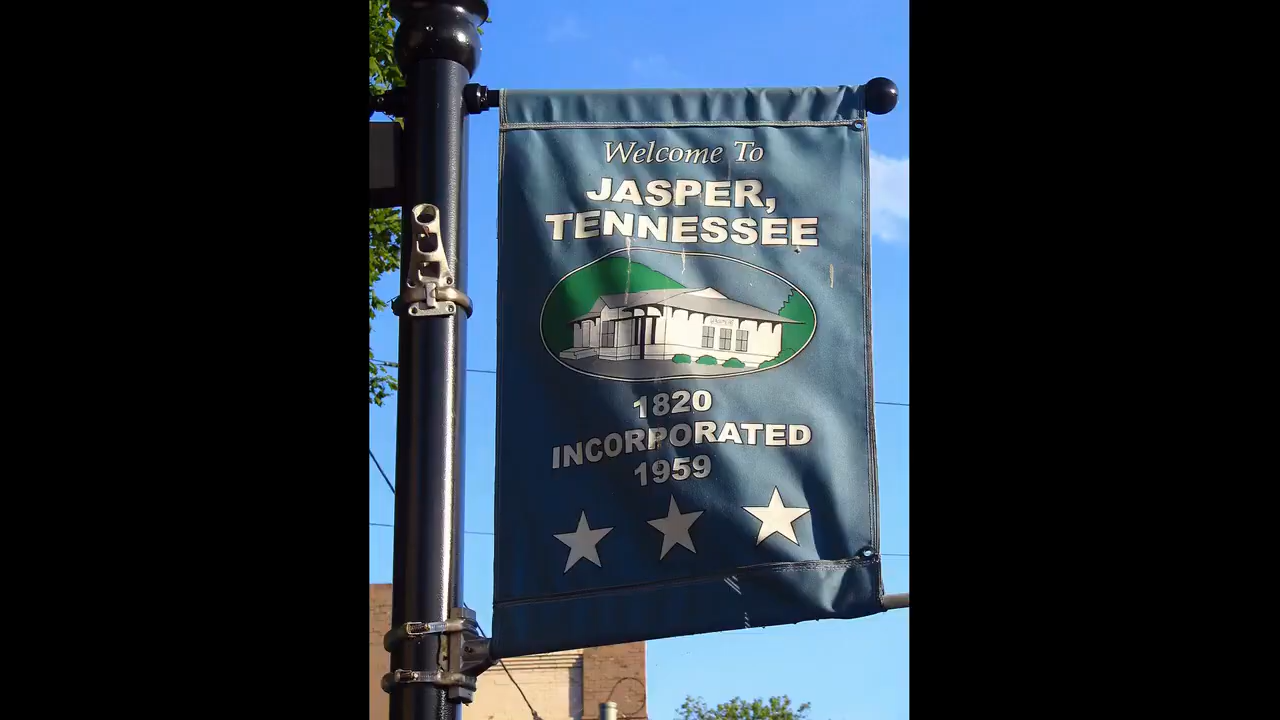 Welcome To
JASPER,
TENNESSEE
1820
INCORPORATED
1959